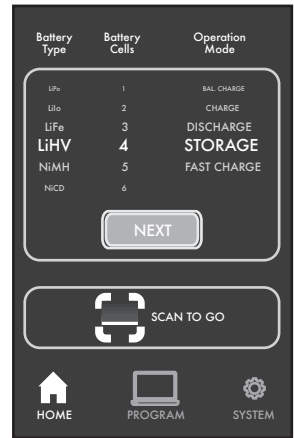 Battery Type Battery Cells Operation Mode
LiPo 1 BAL. CHARGE
LiIo 2 CHARGE
LiFe 3 DISCHARGE
LiHV 4 STORAGE
NiMH 5 FAST CHARGE
NiCD 6
NEXT
SCAN TO GO
HOME PROGRAM SYSTEM